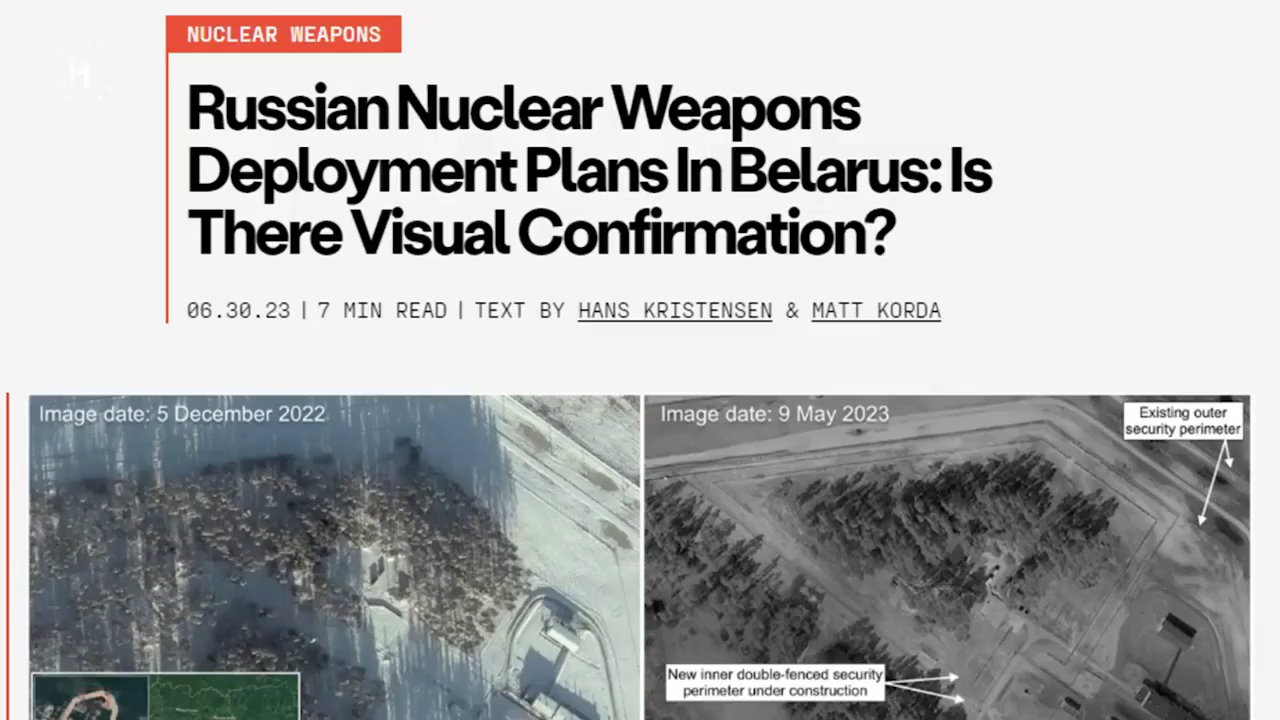 NUCLEAR WEAPONS
Russian Nuclear Weapons
Deployment Plans In Belarus: Is
There Visual Confirmation?
06.30.23 | 7 MIN READ | TEXT BY HANS KRISTENSEN & MATT KORDA
Image date: 5 December 2022
Image date: 9 May 2023
Existing outer
security perimeter
New inner double-fenced security
perimeter under construction